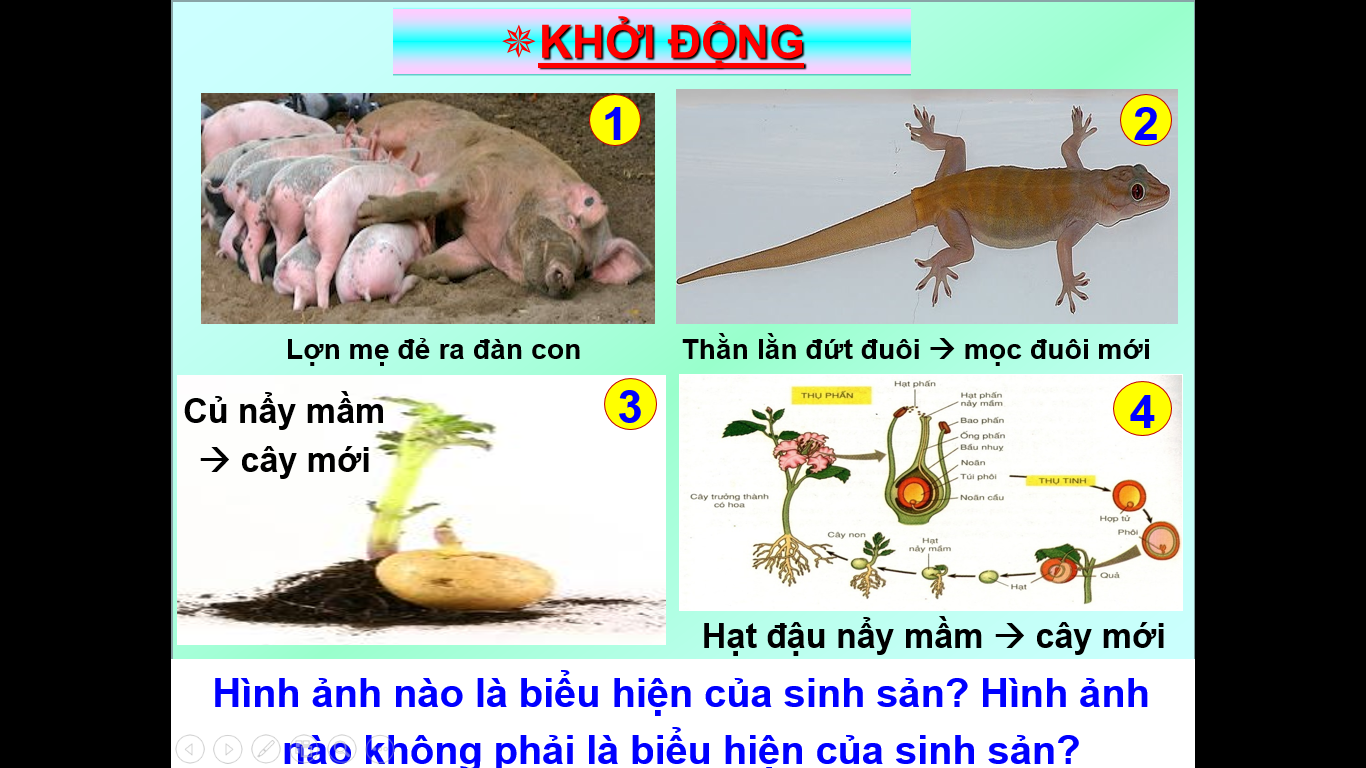 KHỞI ĐỘNG
1
2
Lợn mẹ đẻ ra đàn con
Thằn lằn đứt đuôi → mọc đuôi mới
Củ nẩy mầm
→ cây mới
3
4
THỤ PHẤN
Hạt phấn
Hạt phấn
nảy mầm
Bao phấn
Ống phấn
Bầu nhuỵ
Noãn
Túi phôi
Noãn cầu
THỤ TINH
Hợp tử
Phôi
Cây trưởng thành
có hoa
Cây non
Hạt
nảy mầm
Hạt
Quả
Hạt đậu nẩy mầm → cây mới
Hình ảnh nào là biểu hiện của sinh sản? Hình ảnh
nào không phải là biểu hiện của sinh sản?